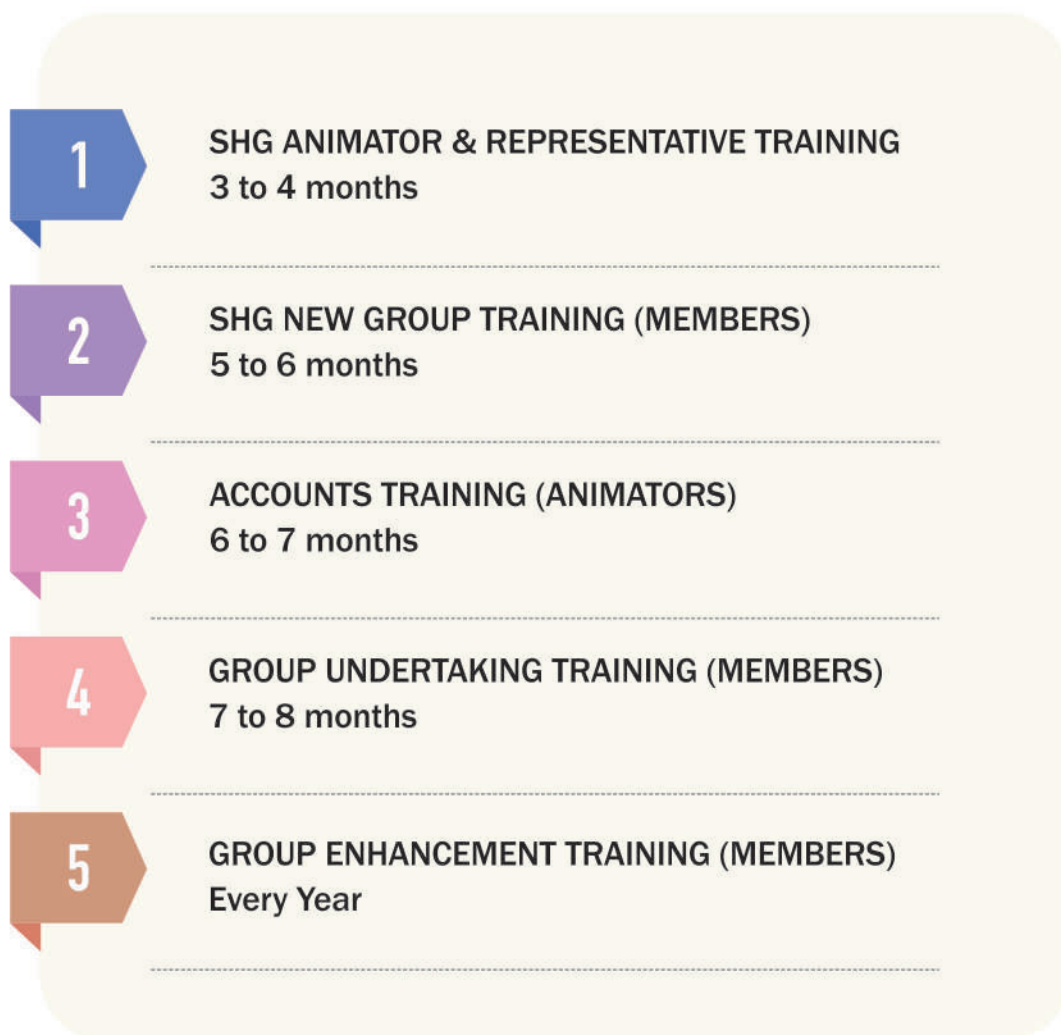 1
SHG ANIMATOR & REPRESENTATIVE TRAINING
3 to 4 months
2
SHG NEW GROUP TRAINING (MEMBERS)
5 to 6 months
3
ACCOUNTS TRAINING (ANIMATORS)
6 to 7 months
4
GROUP UNDERTAKING TRAINING (MEMBERS)
7 to 8 months
5
GROUP ENHANCEMENT TRAINING (MEMBERS)
Every Year